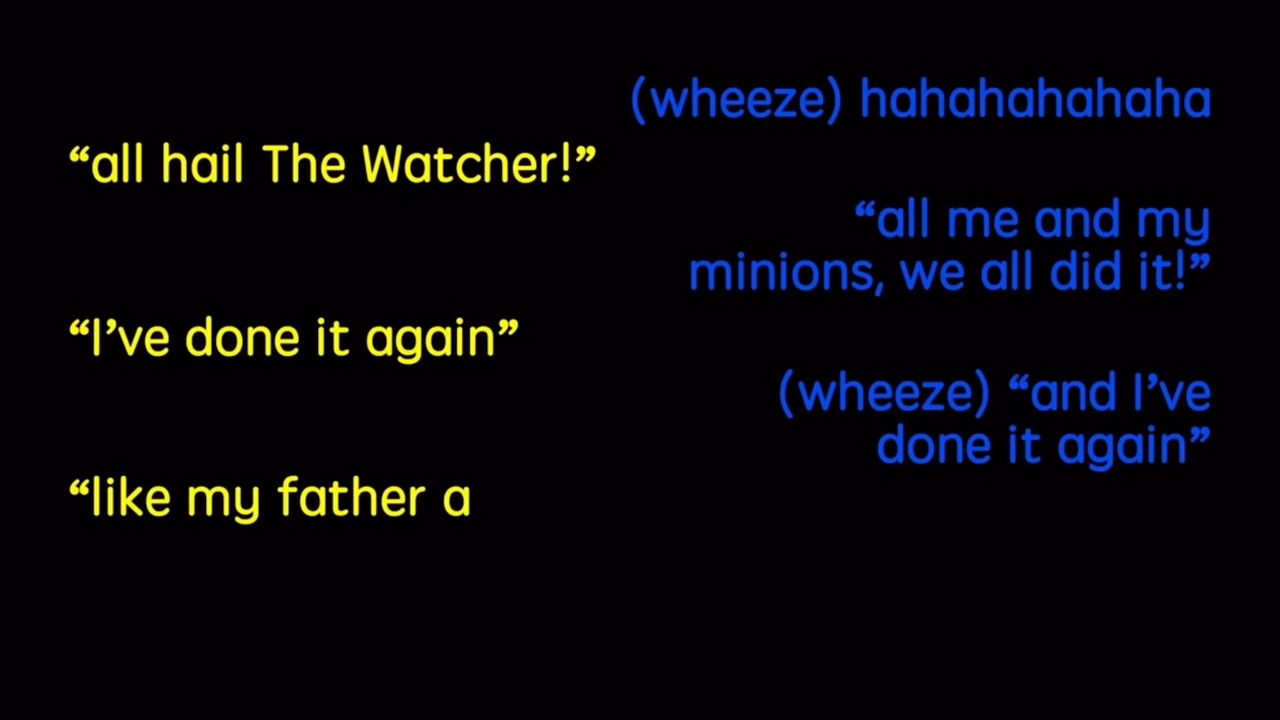 (wheeze) hahahahahaha
“all hail The Watcher!”
“all me and my
minions, we all did it!”
“I’ve done it again”
(wheeze) “and I’ve
done it again”
“like my father a